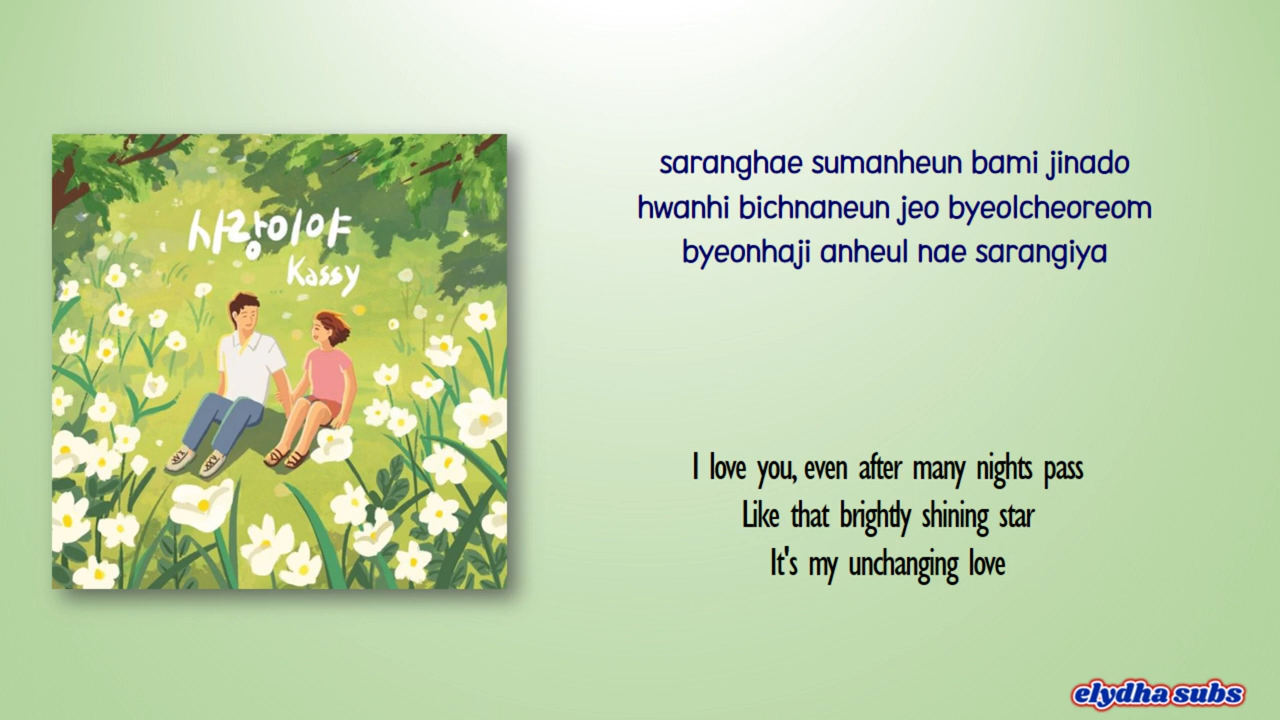 사랑이야
Kassy
saranghae sumanheun bami jinado
hwanhi bichnaneun jeo byeolcheoreom
byeonhaji anheul nae sarangiya
I love you, even after many nights pass
Like that brightly shining star
It's my unchanging love
elydha subs